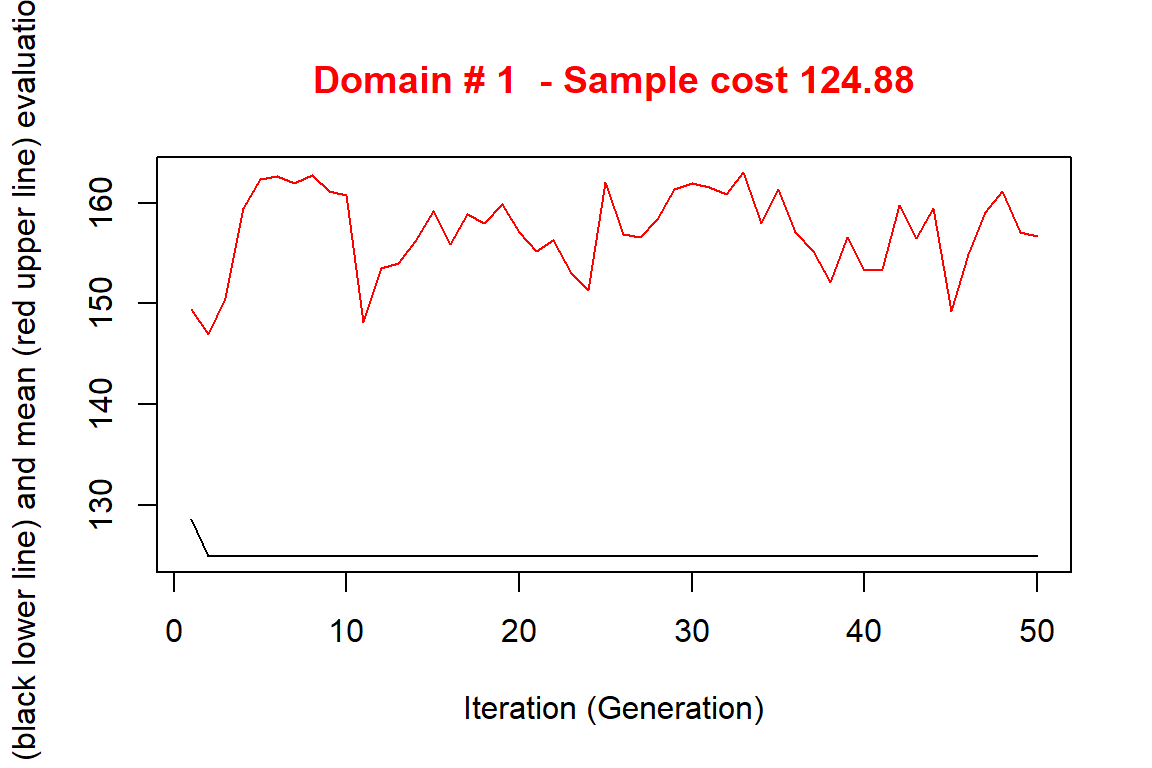 Domain # 1 - Sample cost 124.88
(black lower line) and mean (red upper line)
160
150
140
130
0 10 20 30 40 50
Iteration (Generation)